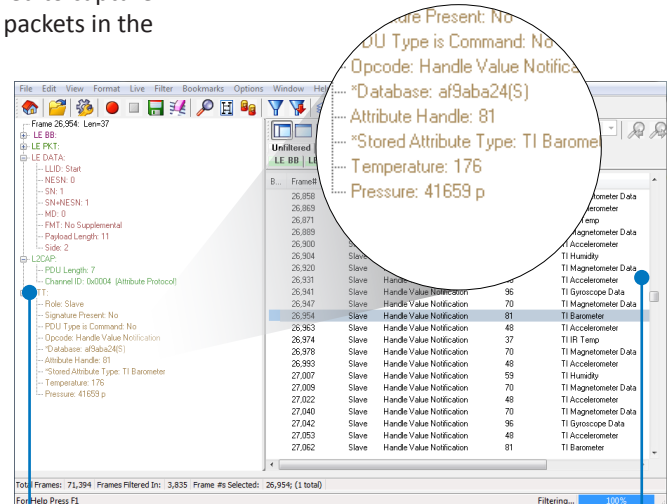 packets in the
ure Present: No
DU Type is Command: No
Opcode: Handle Value Notifica
*Database: af9aba24(S)
Attribute Handle: 81
*Stored Attribute Type: TI Barome
Temperature: 176
Pressure: 41659 p
File Edit View Format Live Filter Bookmarks Options Window Hel
Frame 26,954: Len=37
LE BB:
LE PKT:
LE DATA:
LLID: Start
NESN: 0
SN: 1
SN+NESN: 1
MD: 0
FMT: No Supplemental
Payload Length: 11
Side: 2
L2CAP:
PDU Length: 7
Channel ID: 0x0004 (Attribute Protocol)
TT:
Role: Slave
Signature Present: No
PDU Type is Command: No
Opcode: Handle Value Notification
*Database: af9aba24(S)
Attribute Handle: 81
*Stored Attribute Type: TI Barometer
Temperature: 176
Pressure: 41659 p
Unfiltered
LE BB LE
B... Frame#
26,858 ometer Data
26,869 erometer
26,871 Temp
26,889 agnetometer Data
26,900 Slave TI Accelerometer
26,904 Slave TI Humidity
26,920 Slave TI Magnetometer Data
26,931 Slave Handle TI Accelerometer
26,941 Slave Handle Value Notification 96 TI Gyroscope Data
26,947 Slave Handle Value Notification 70 TI Magnetometer Data
26,954 Slave Handle Value Notification 81 TI Barometer
26,963 Slave Handle Value Notification 48 TI Accelerometer
26,974 Slave Handle Value Notification 37 TI IR Temp
26,978 Slave Handle Value Notification 70 TI Magnetometer Data
26,993 Slave Handle Value Notification 48 TI Accelerometer
27,007 Slave Handle Value Notification 59 TI Humidity
27,009 Slave Handle Value Notification 70 TI Magnetometer Data
27,022 Slave Handle Value Notification 48 TI Accelerometer
27,040 Slave Handle Value Notification 70 TI Magnetometer Data
27,042 Slave Handle Value Notification 96 TI Gyroscope Data
27,053 Slave Handle Value Notification 48 TI Accelerometer
27,062 Slave Handle Value Notification 81 TI Barometer
Total Frames: 71,394 Frames Filtered In: 3,835 Frame #s Selected: 26,954; (1 total)
For Help Press F1 Filtering... 100%